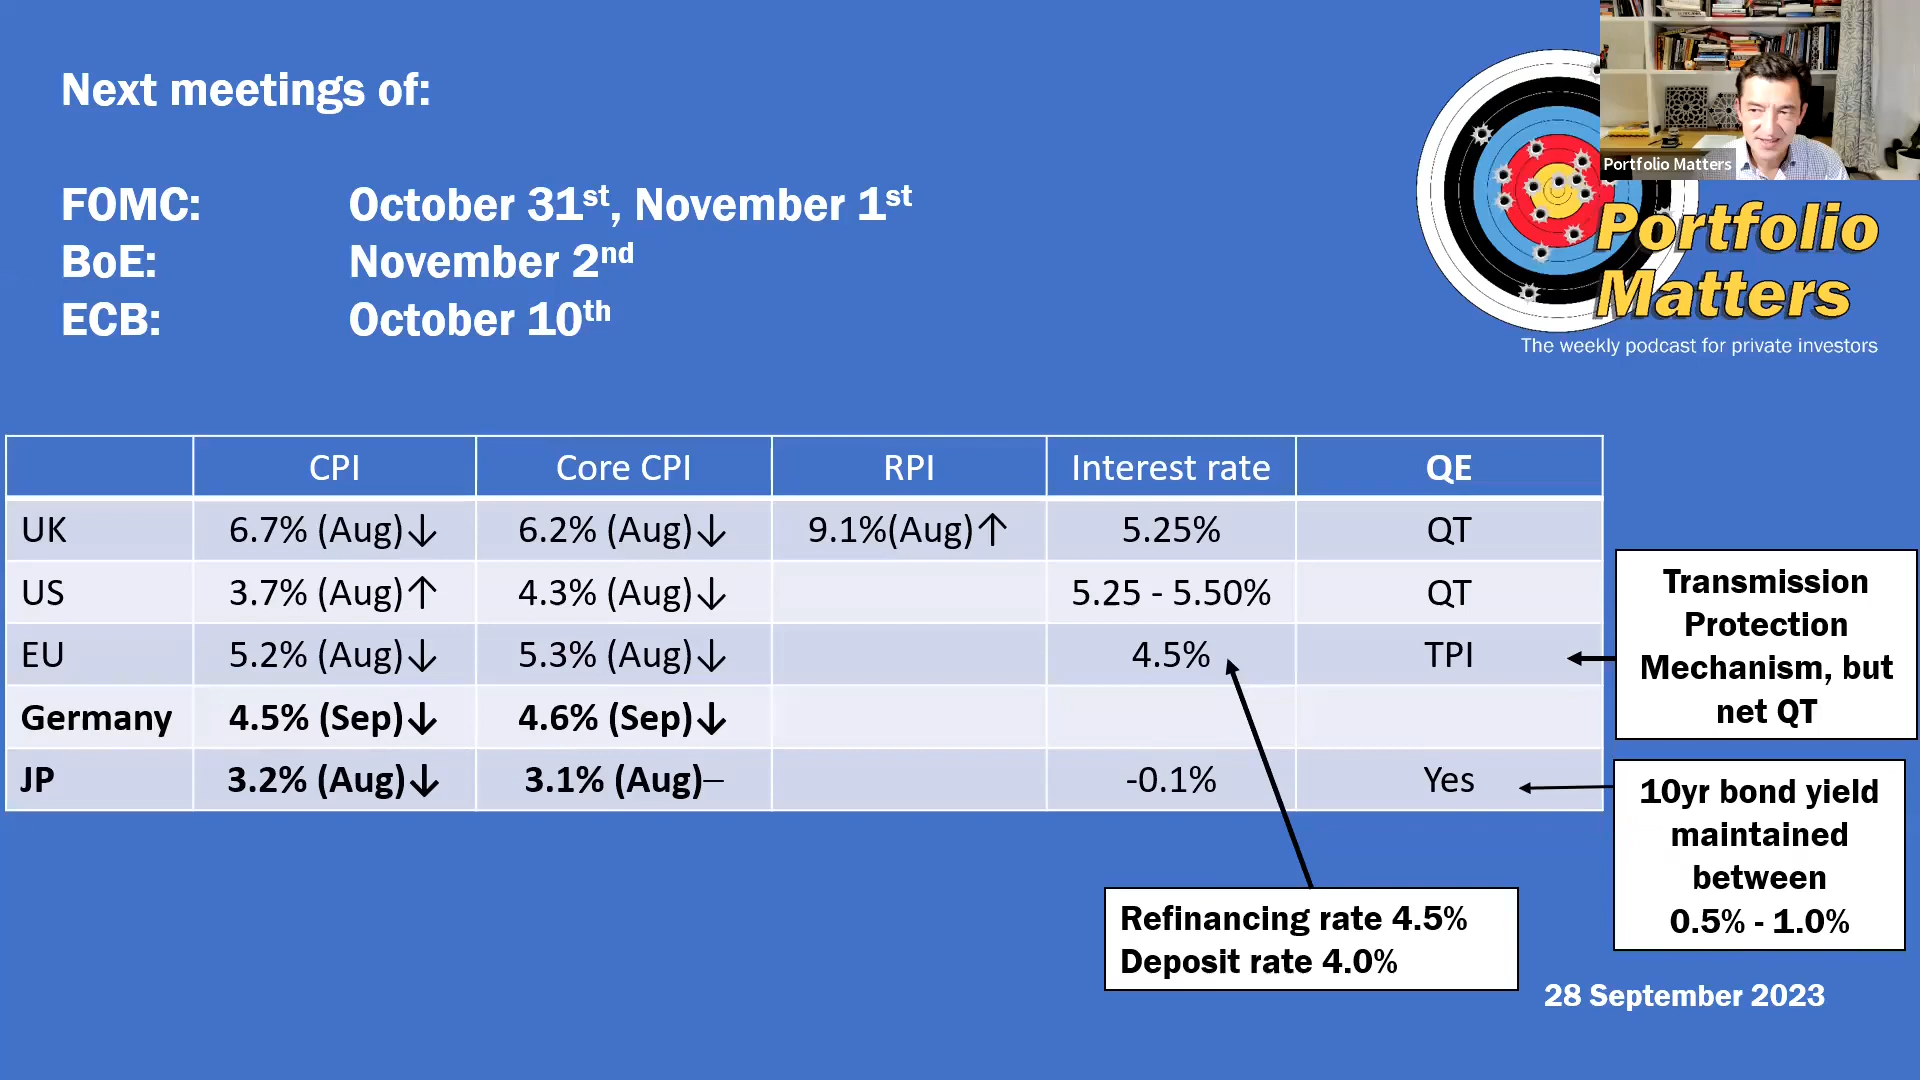 Next meetings of:
FOMC: October 31st, November 1st
BoE: November 2nd
ECB: October 10th
Portfolio Matters
Portfolio
Matters
The weekly podcast for private investors
CPI Core CPI RPI Interest rate QE
UK 6.7% (Aug)↓ 6.2% (Aug)↓ 9.1%(Aug)↑ 5.25% QT
US 3.7% (Aug)↑ 4.3% (Aug)↓ 5.25 - 5.50% QT
EU 5.2% (Aug)↓ 5.3% (Aug)↓ 4.5% TPI
Germany 4.5% (Sep)↓ 4.6% (Sep)↓
JP 3.2% (Aug)↓ 3.1% (Aug)– -0.1% Yes
Transmission
Protection
Mechanism, but
net QT
10yr bond yield
maintained
between
0.5% - 1.0%
Refinancing rate 4.5%
Deposit rate 4.0%
28 September 2023